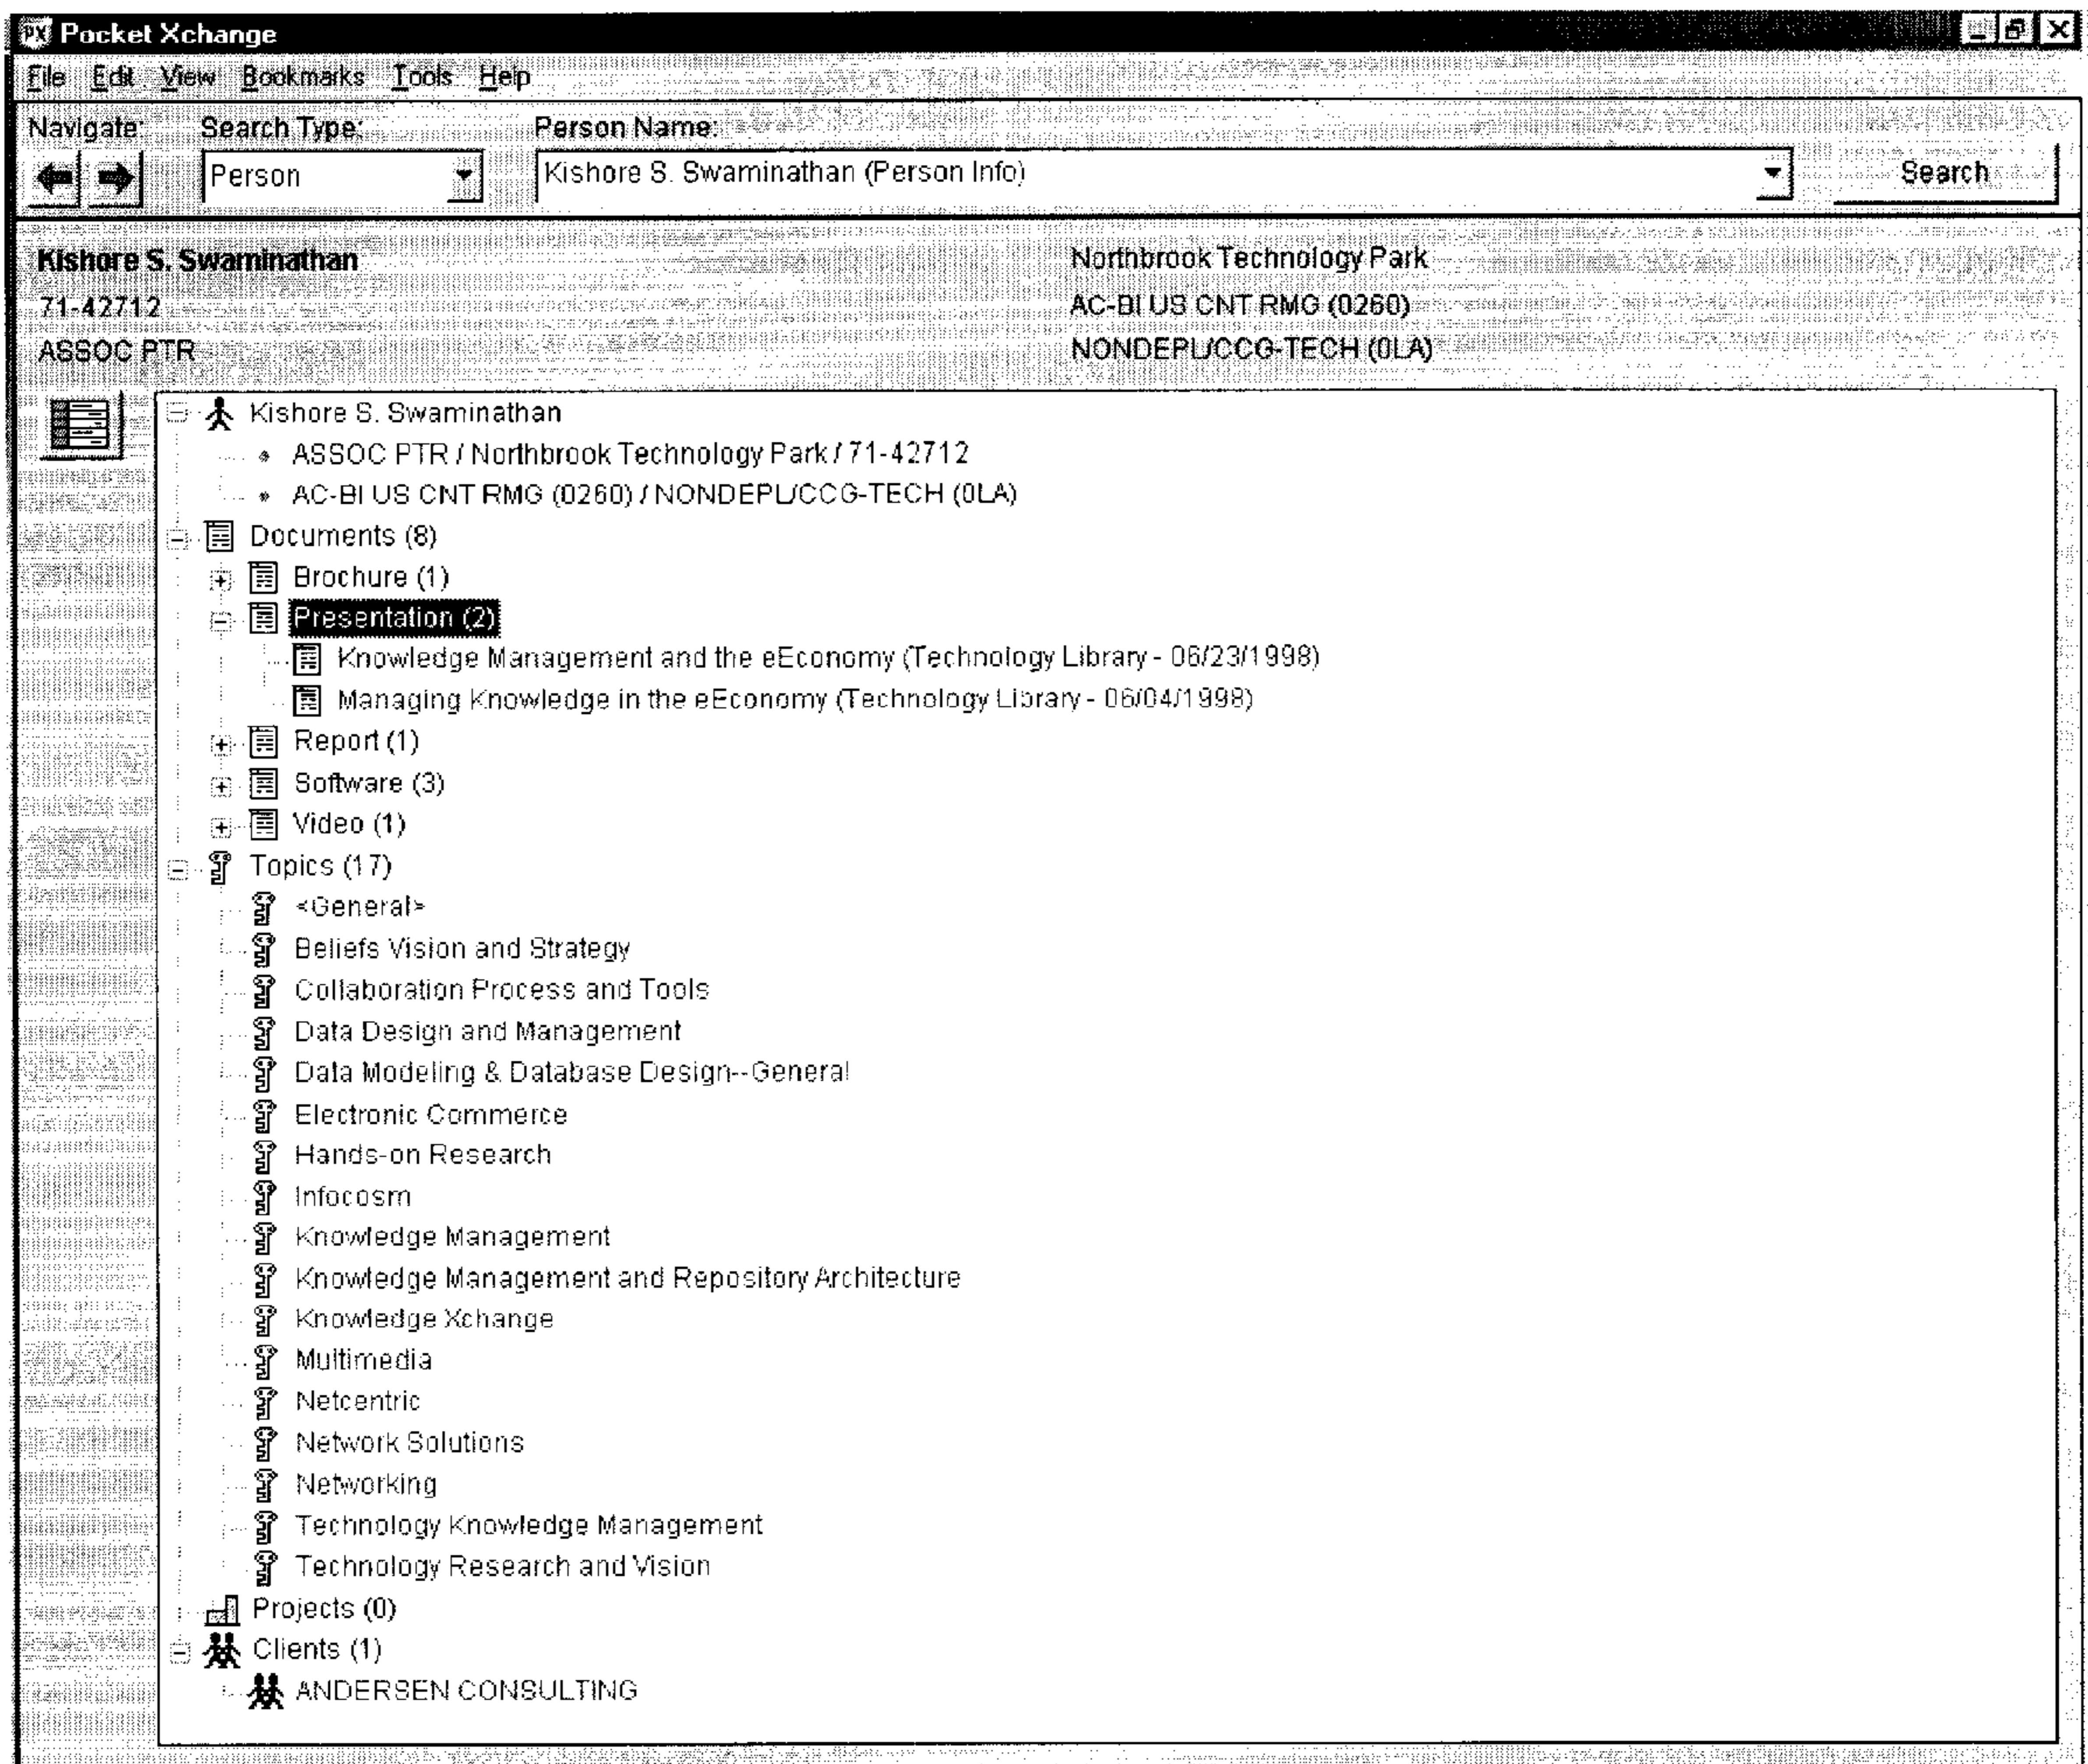 Pocket Xchange
File Edit View Bookmarks Tools Help
Navigate: Search Type: Person Name:
Person Kishore S. Swaminathan (Person Info) Search
Kishore S. Swaminathan Northbrook Technology Park
71-42712 AC-BI US CNT RMG (0260)
ASSOC PTR NONDEPL/CCG-TECH (0LA)
Kishore S. Swaminathan
ASSOC PTR / Northbrook Technology Park / 71-42712
AC-BI US CNT RMG (0260) / NONDEPL/CCG-TECH (0LA)
Documents (8)
Brochure (1)
Presentation (2)
Knowledge Management and the eEconomy (Technology Library - 06/23/1998)
Managing Knowledge in the eEconomy (Technology Library - 06/04/1998)
Report (1)
Software (3)
Video (1)
Topics (17)
<General>
Beliefs Vision and Strategy
Collaboration Process and Tools
Data Design and Management
Data Modeling & Database Design--General
Electronic Commerce
Hands-on Research
Infocosm
Knowledge Management
Knowledge Management and Repository Architecture
Knowledge Xchange
Multimedia
Netcentric
Network Solutions
Networking
Technology Knowledge Management
Technology Research and Vision
Projects (0)
Clients (1)
ANDERSEN CONSULTING